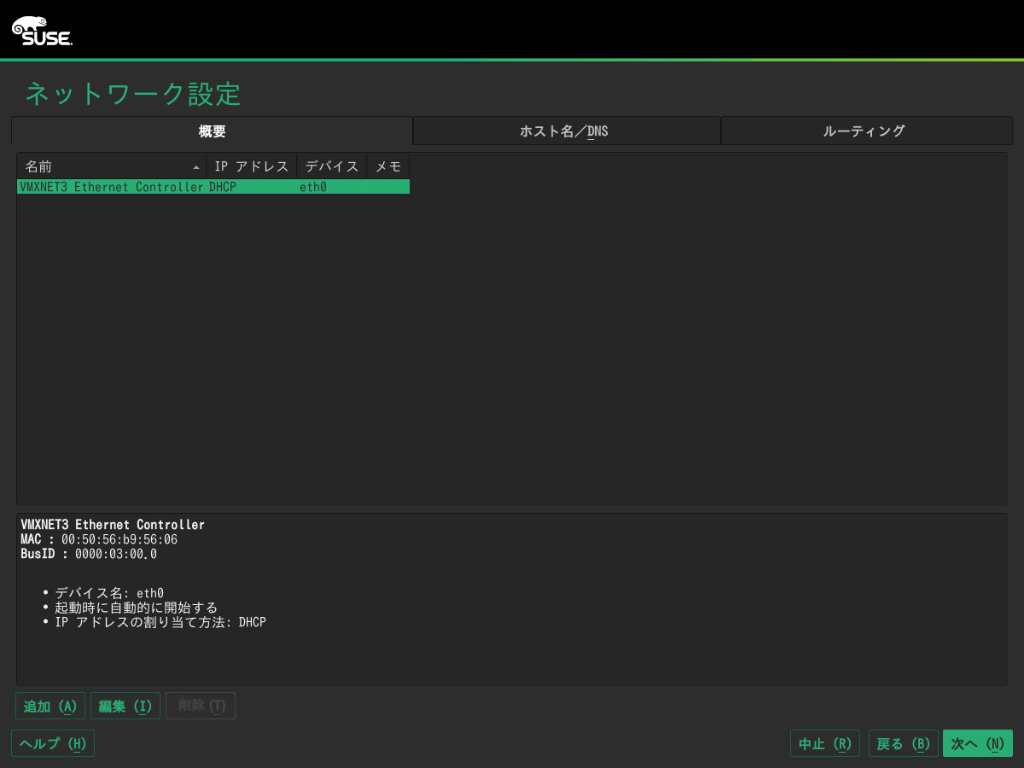 SUSE
ネットワーク設定
概要 ホスト名／DNS ルーティング
名前 IP アドレス デバイス メモ
VMXNET3 Ethernet Controller DHCP eth0
VMXNET3 Ethernet Controller
MAC : 00:50:56:b9:56:06
BusID : 0000:03:00.0
• デバイス名: eth0
• 起動時に自動的に開始する
• IP アドレスの割り当て方法: DHCP
追加 (A) 編集 (I) 削除 (T)
ヘルプ (H) 中止 (R) 戻る (B) 次へ (N)